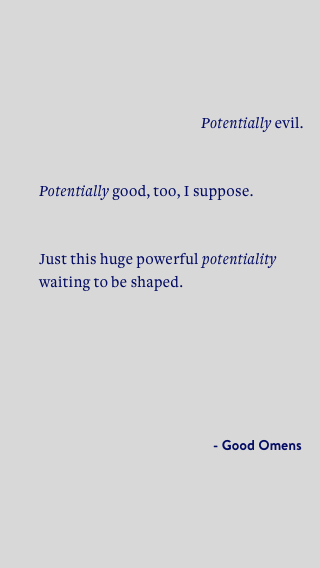 Potentially evil.
Potentially good, too, I suppose.
Just this huge powerful potentiality
waiting to be shaped.
- Good Omens